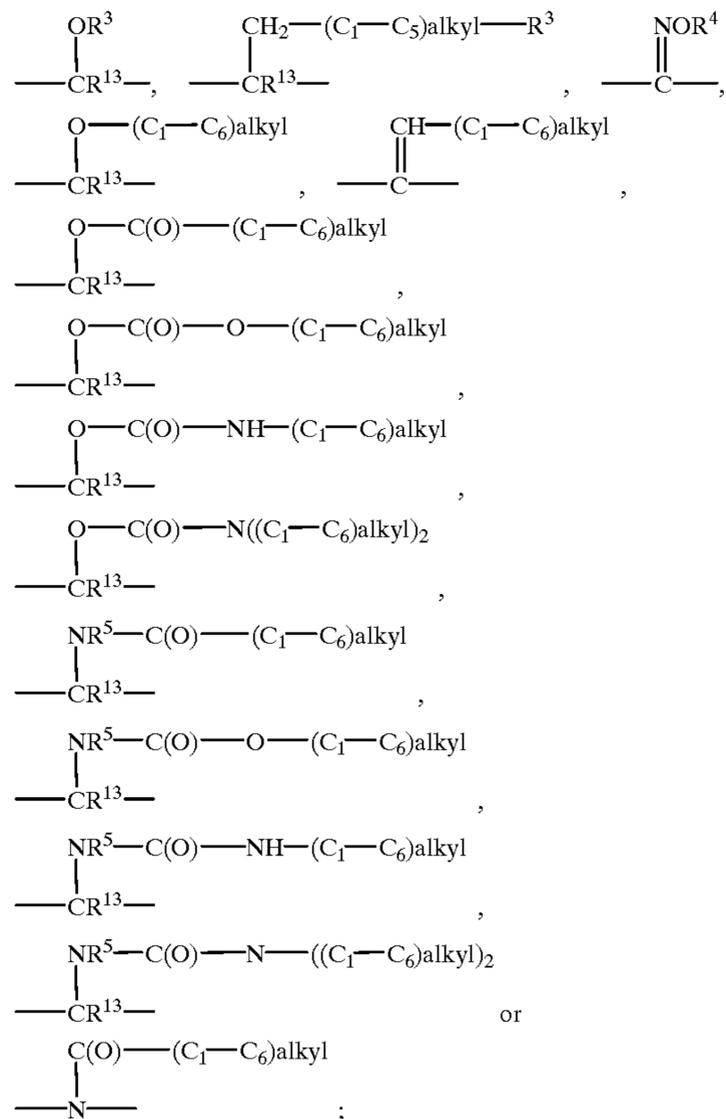 OR³ CH₂—(C₁—C₅)alkyl—R³ NOR⁴
—CR¹³—, —CR¹³— , —C—,
O—(C₁—C₆)alkyl CH—(C₁—C₆)alkyl
—CR¹³— , —C— ,
O—C(O)—(C₁—C₆)alkyl
—CR¹³— ,
O—C(O)—O—(C₁—C₆)alkyl
—CR¹³— ,
O—C(O)—NH—(C₁—C₆)alkyl
—CR¹³— ,
O—C(O)—N((C₁—C₆)alkyl)₂
—CR¹³— ,
NR⁵—C(O)—(C₁—C₆)alkyl
—CR¹³— ,
NR⁵—C(O)—O—(C₁—C₆)alkyl
—CR¹³— ,
NR⁵—C(O)—NH—(C₁—C₆)alkyl
—CR¹³— ,
NR⁵—C(O)—N—((C₁—C₆)alkyl)₂
—CR¹³— or
C(O)—(C₁—C₆)alkyl
—N— ;